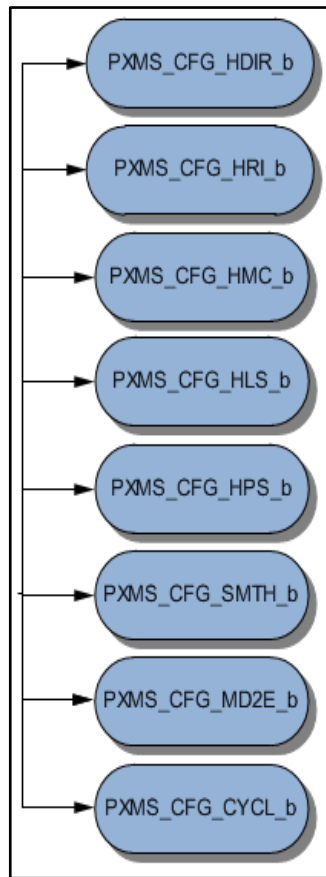 PXMS_CFG_HDIR_b
PXMS_CFG_HRI_b
PXMS_CFG_HMC_b
PXMS_CFG_HLS_b
PXMS_CFG_HPS_b
PXMS_CFG_SMTH_b
PXMS_CFG_MD2E_b
PXMS_CFG_CYCL_b